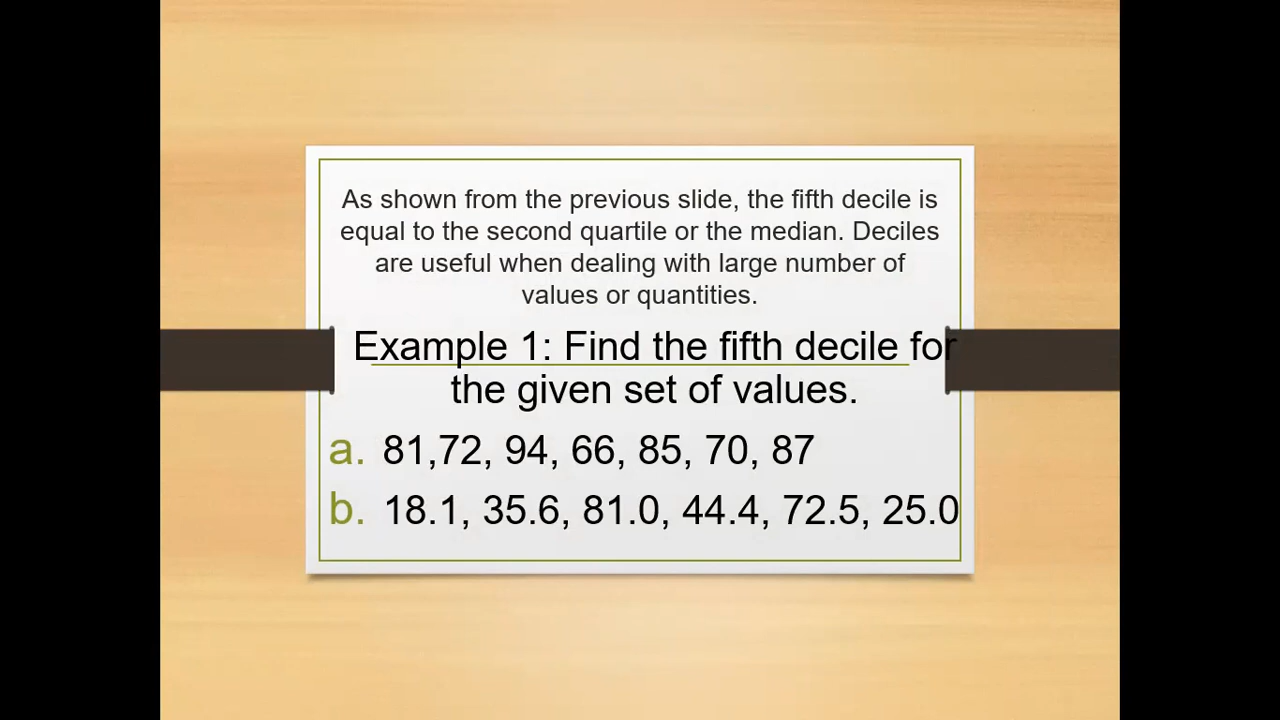 As shown from the previous slide, the fifth decile is
equal to the second quartile or the median. Deciles
are useful when dealing with large number of
values or quantities.
Example 1: Find the fifth decile for
the given set of values.
a. 81,72, 94, 66, 85, 70, 87
b. 18.1, 35.6, 81.0, 44.4, 72.5, 25.0